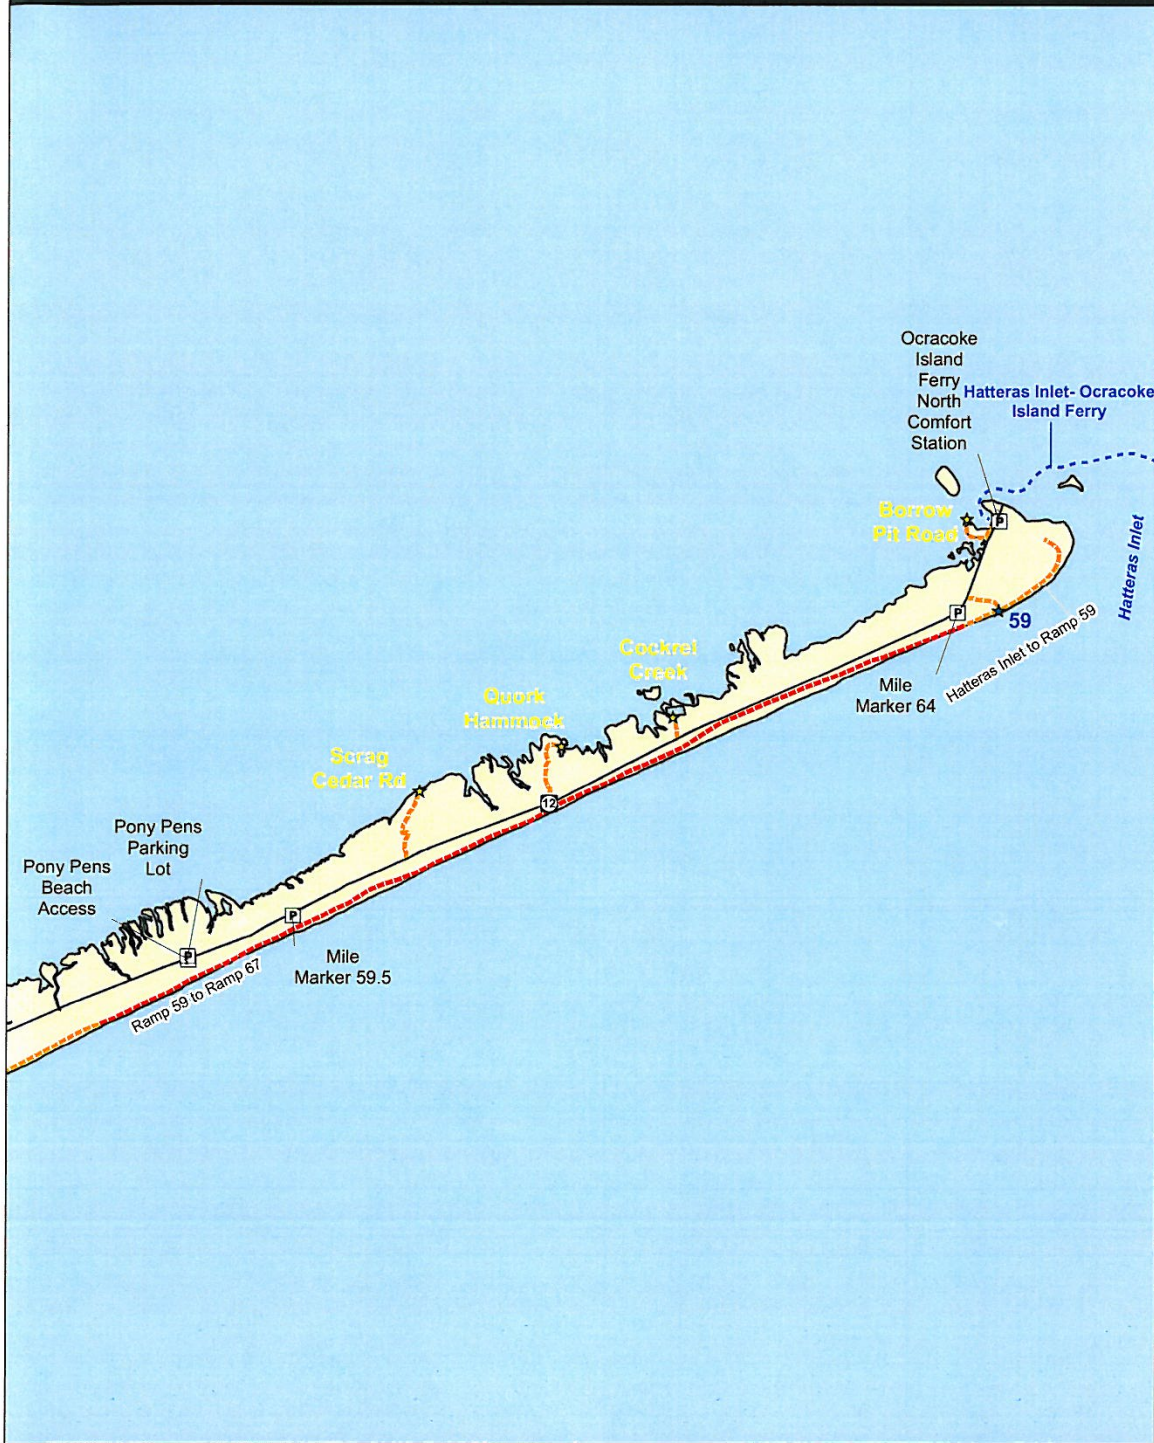 Ocracoke
Island
Ferry
North
Comfort
Station
Hatteras Inlet- Ocracoke
Island Ferry
Borrow
Pit Road
P
Hatteras Inlet
P
59
Hatteras Inlet to Ramp 59
Mile
Marker 64
Cockrel
Creek
Quork
Hammock
Scrag
Cedar Rd
12
Pony Pens
Parking
Lot
Pony Pens
Beach
Access
P
P
Mile
Marker 59.5
Ramp 59 to Ramp 67